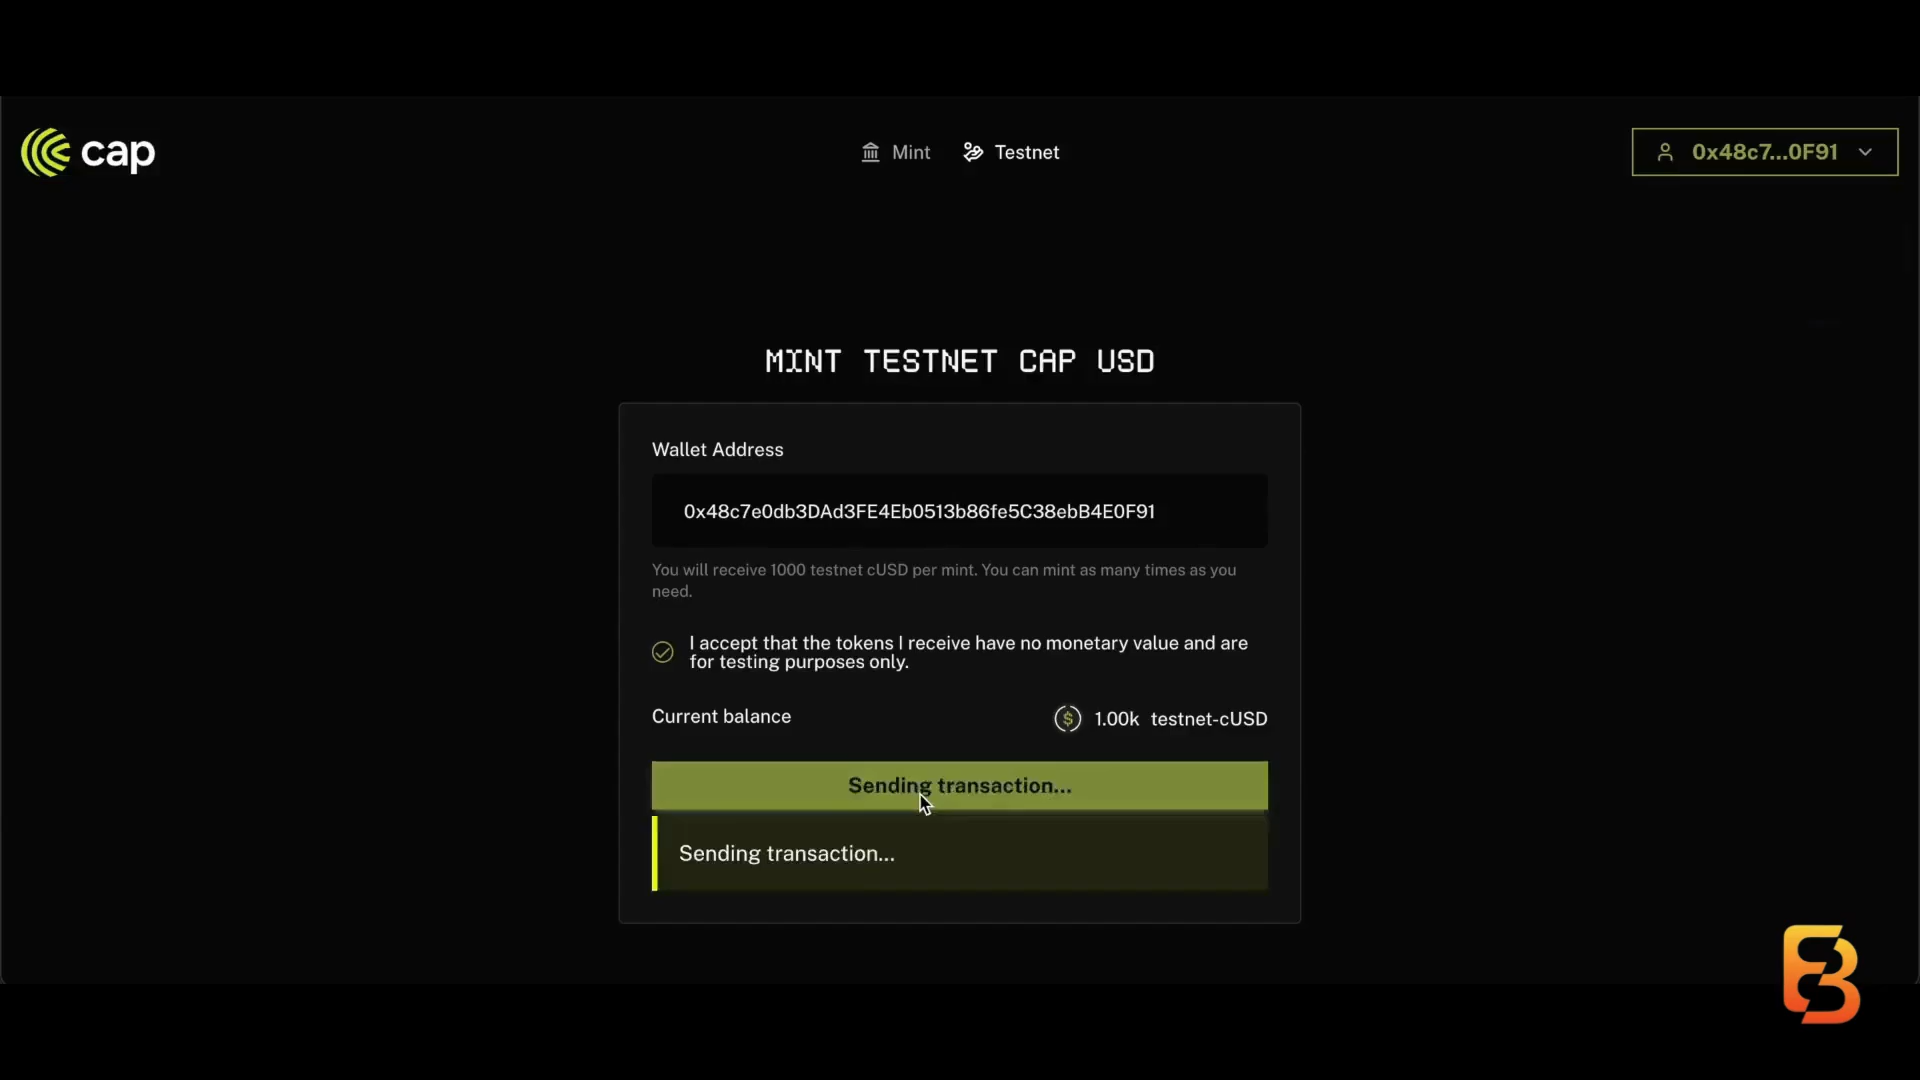 cap
Mint
Testnet
0x48c7...0F91
MINT TESTNET CAP USD
Wallet Address
0x48c7e0db3DAd3FE4Eb0513b86fe5C38ebB4E0F91
You will receive 1000 testnet cUSD per mint. You can mint as many times as you
need.
I accept that the tokens I receive have no monetary value and are
for testing purposes only.
Current balance
$ 1.00k testnet-cUSD
Sending transaction...
Sending transaction...